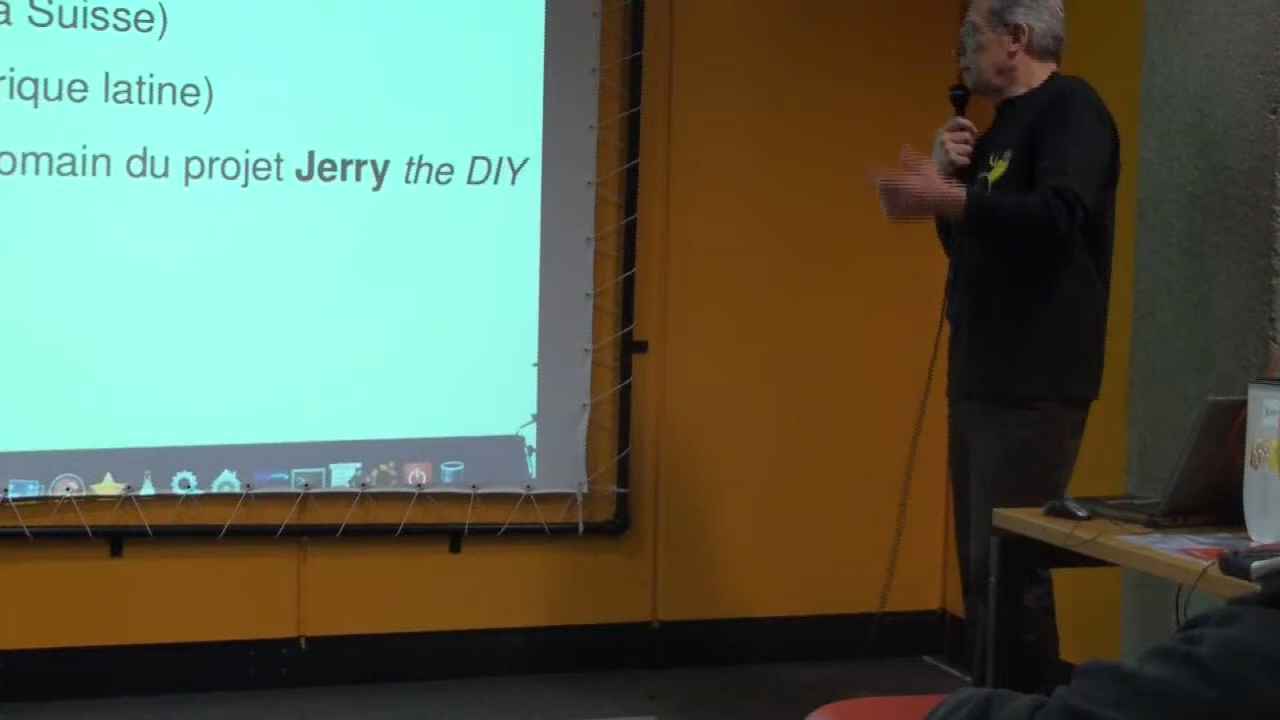 a Suisse)
rique latine)
omain du projet Jerry the DIY